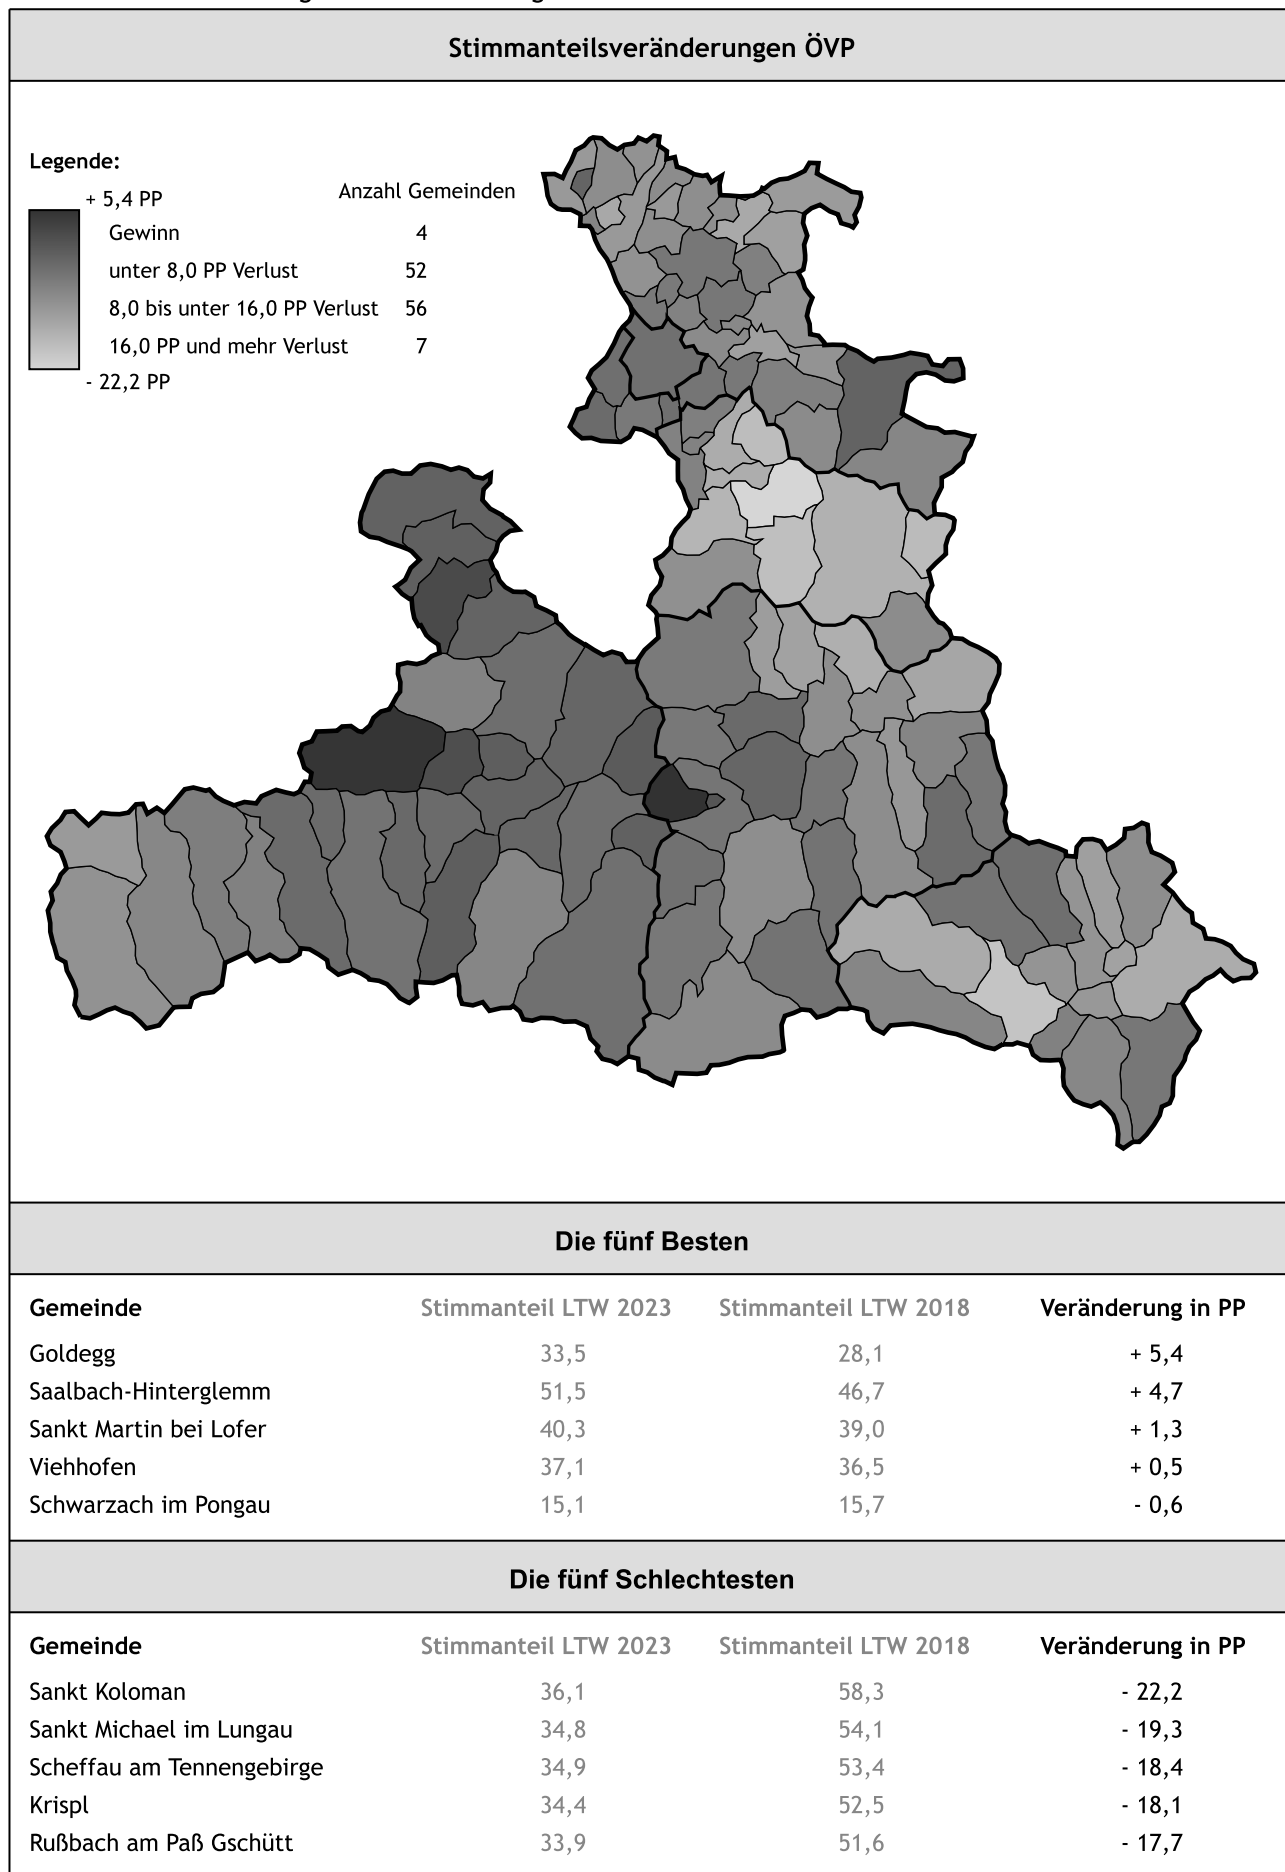 Stimmanteilsveränderungen ÖVP
Legende:
+ 5,4 PP
Anzahl Gemeinden
Gewinn 4
unter 8,0 PP Verlust 52
8,0 bis unter 16,0 PP Verlust 56
16,0 PP und mehr Verlust 7
- 22,2 PP
Die fünf Besten
Gemeinde Stimmanteil LTW 2023 Stimmanteil LTW 2018 Veränderung in PP
Goldegg 33,5 28,1 + 5,4
Saalbach-Hinterglemm 51,5 46,7 + 4,7
Sankt Martin bei Lofer 40,3 39,0 + 1,3
Viehhofen 37,1 36,5 + 0,5
Schwarzach im Pongau 15,1 15,7 - 0,6
Die fünf Schlechtesten
Gemeinde Stimmanteil LTW 2023 Stimmanteil LTW 2018 Veränderung in PP
Sankt Koloman 36,1 58,3 - 22,2
Sankt Michael im Lungau 34,8 54,1 - 19,3
Scheffau am Tennengebirge 34,9 53,4 - 18,4
Krispl 34,4 52,5 - 18,1
Rußbach am Paß Gschütt 33,9 51,6 - 17,7